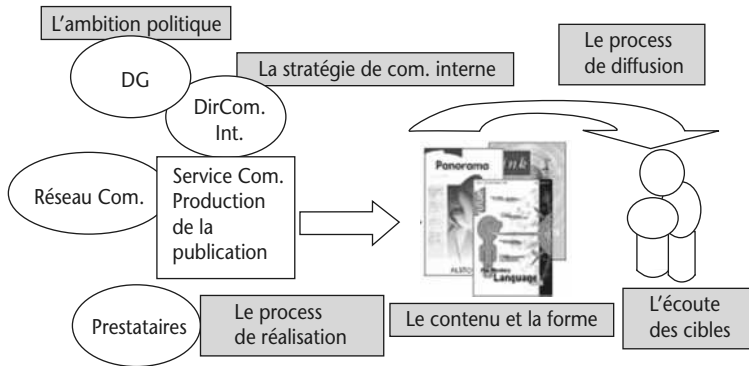 L'ambition politique
DG
La stratégie de com. interne
Le process
de diffusion
DirCom.
Int.
Réseau Com.
Service Com.
Production
de la
publication
Panorama
ink
Language
Prestataires
Le process
de réalisation
Le contenu et la forme
L'écoute
des cibles